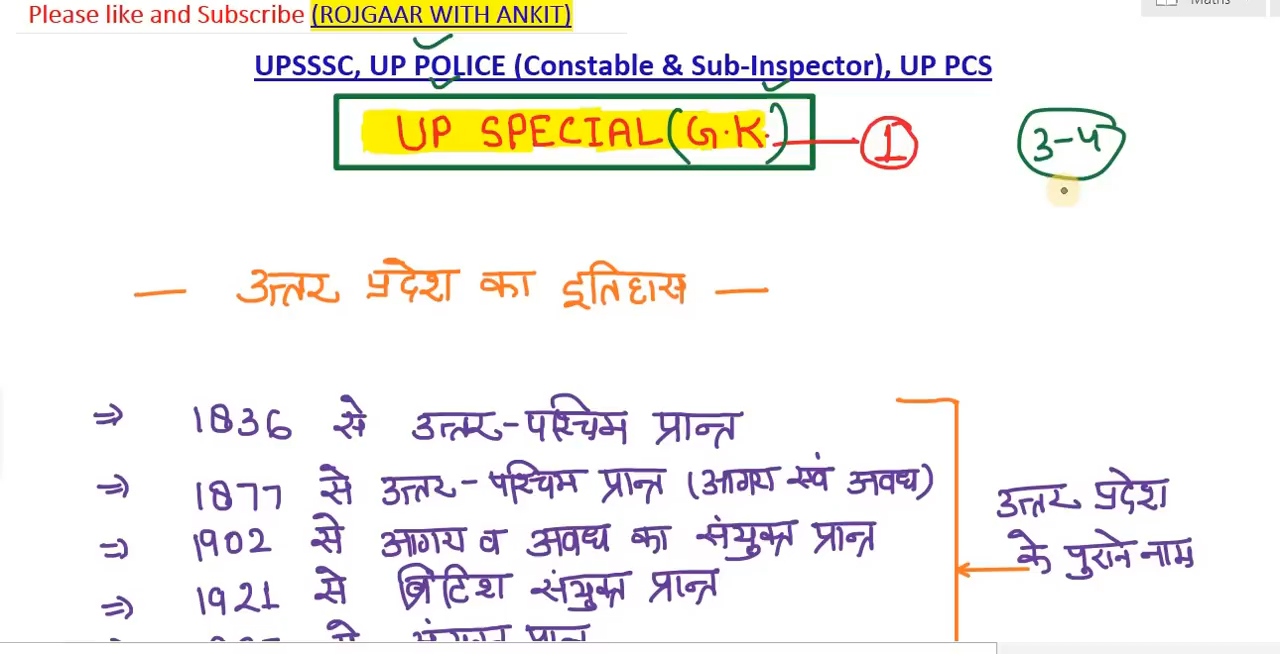 Please like and Subscribe (ROJGAAR WITH ANKIT)
Maths
UPSSSC, UP POLICE (Constable & Sub-Inspector), UP PCS
UP SPECIAL (G.K.) 1
3-4
— उत्तर प्रदेश का इतिहास —
⇒ 1836 से उत्तर-पश्चिम प्रान्त
⇒ 1877 से उत्तर-पश्चिम प्रान्त (आगरा एवं अवध)
⇒ 1902 से आगरा व अवध का संयुक्त प्रान्त
⇒ 1921 से ब्रिटिश संयुक्त प्रान्त
उत्तर प्रदेश
के पुराने नाम